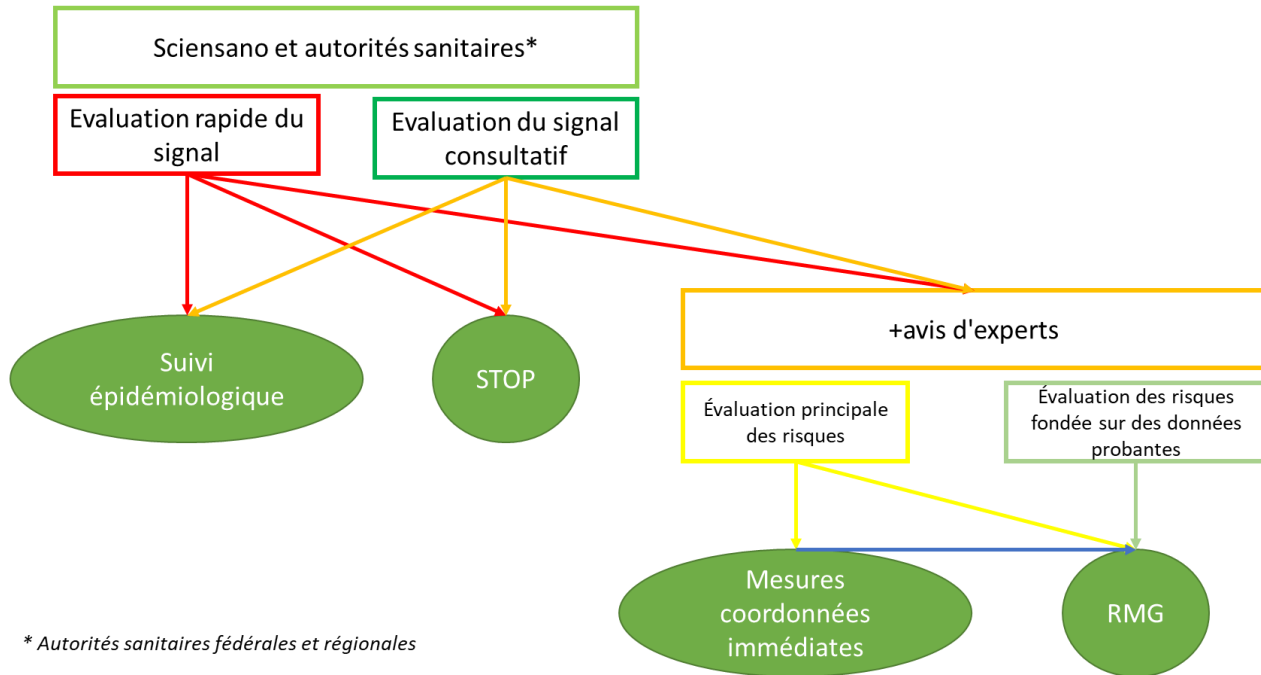 Sciensano et autorités sanitaires*
Evaluation rapide du
signal
Evaluation du signal
consultatif
Suivi
épidémiologique
STOP
+avis d'experts
Évaluation principale
des risques
Évaluation des risques
fondée sur des données
probantes
Mesures
coordonnées
immédiates
RMG
* Autorités sanitaires fédérales et régionales